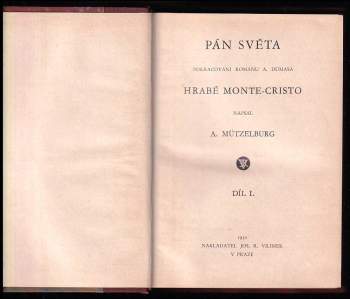 PÁN SVĚTA
POKRAČOVÁNÍ ROMÁNU A. DUMASA
HRABĚ MONTE-CRISTO
NAPSAL
A. MÜTZELBURG
DÍL I.
NAKLADATEL JOS. R. VILÍMEK
V PRAZE